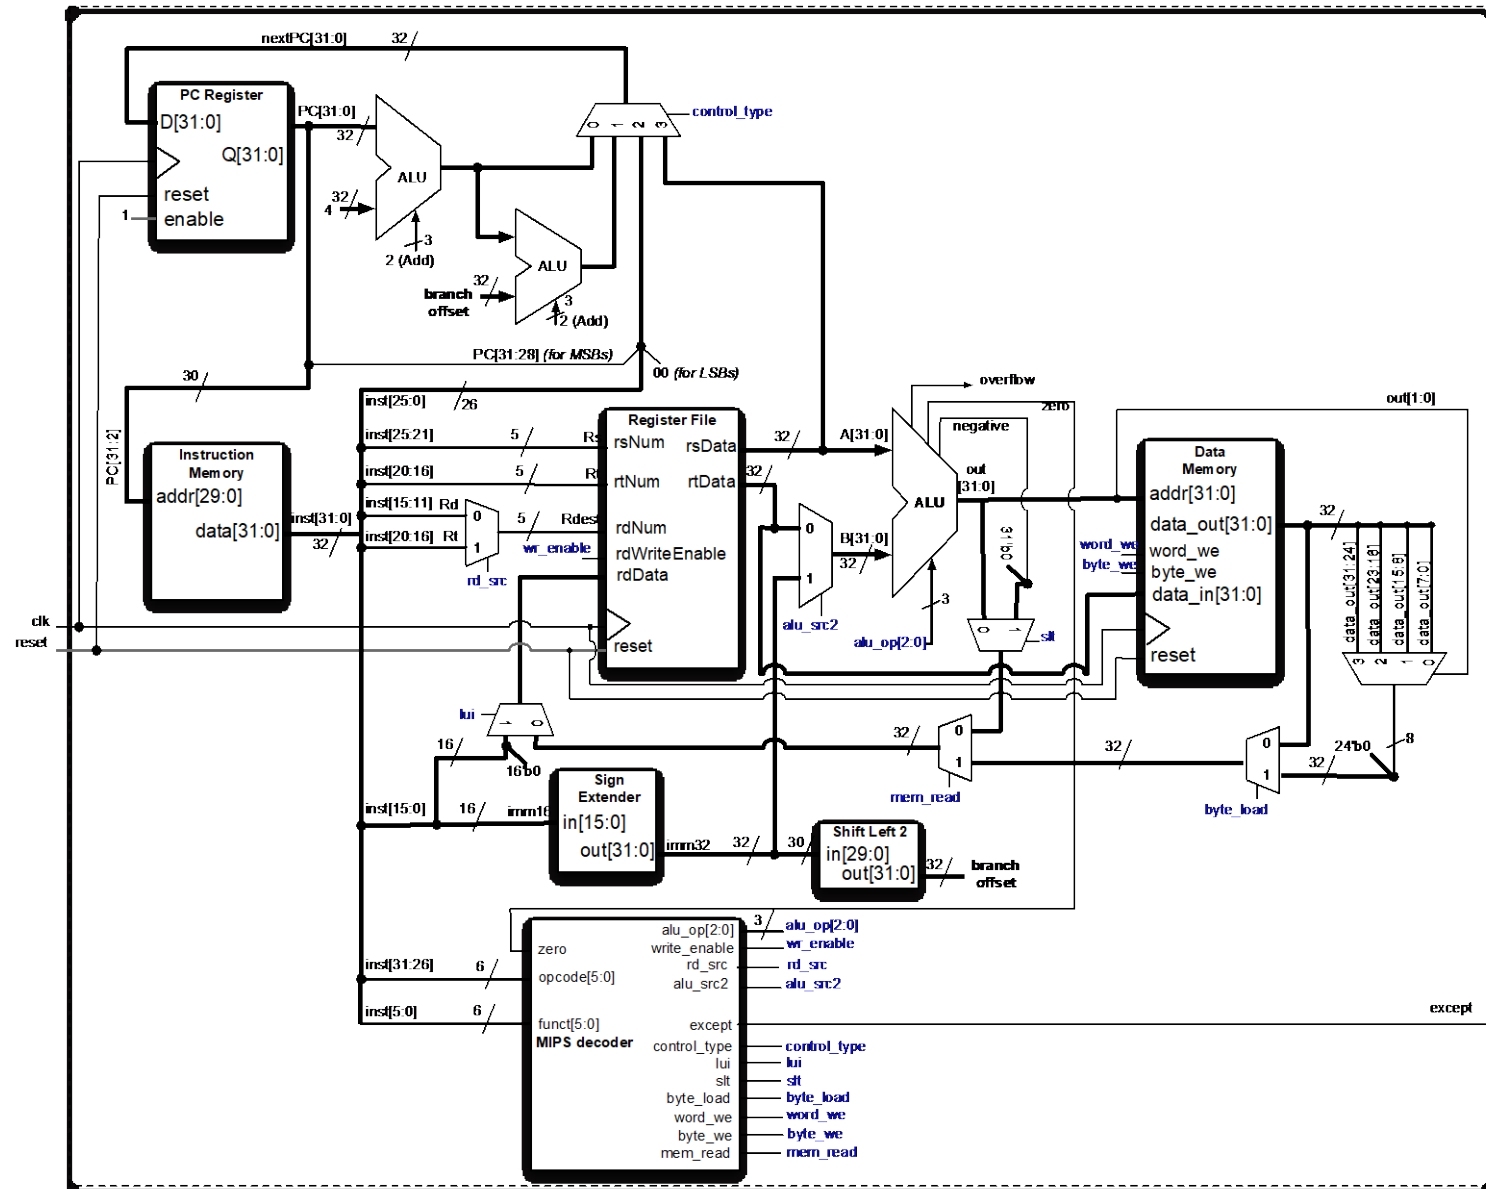 nextPC[31:0] 32
PC Register
D[31:0]
Q[31:0]
reset
1 enable
PC[31:0]
32
ALU
32
4
3
2 (Add)
control_type
0 1 2 3
ALU
32
branch
offset
3
2 (Add)
PC[31:28] (for MSBs)
00 (for LSBs)
30
PC[31:2]
Instruction
Memory
addr[29:0]
data[31:0]
inst[31:0]
32
inst[25:0] 26
inst[25:21] 5 Rs
inst[20:16] 5
inst[15:11] Rd 0
inst[20:16] Rt 1
rd_src
5 Rdest
wr_enable
Register File
rsNum rsData
rtNum rtData
rdNum
rdWriteEnable
rdData
reset
32
32
0
1
alu_src2
A[31:0]
B[31:0]
32
ALU
overflow
zero
negative
out
[31:0]
3
alu_op[2:0]
31'b0
0 1
slt
out[1:0]
Data
Memory
addr[31:0]
data_out[31:0]
word_we word_we
byte_we byte_we
data_in[31:0]
reset
32
data_out[31:24]
data_out[23:16]
data_out[15:8]
data_out[7:0]
3 2 1 0
clk
reset
lui
1 0
16
16'b0
32
0
1
mem_read
32
0
1
byte_load
32
24'b0
8
inst[15:0] 16 imm16
Sign
Extender
in[15:0]
out[31:0]
imm32 32 30
Shift Left 2
in[29:0]
out[31:0]
32
branch
offset
inst[31:26] 6
inst[5:0] 6
zero
opcode[5:0]
funct[5:0]
MIPS decoder
alu_op[2:0] 3 alu_op[2:0]
write_enable wr_enable
rd_src rd_src
alu_src2 alu_src2
except except
control_type control_type
lui lui
slt slt
byte_load byte_load
word_we word_we
byte_we byte_we
mem_read mem_read